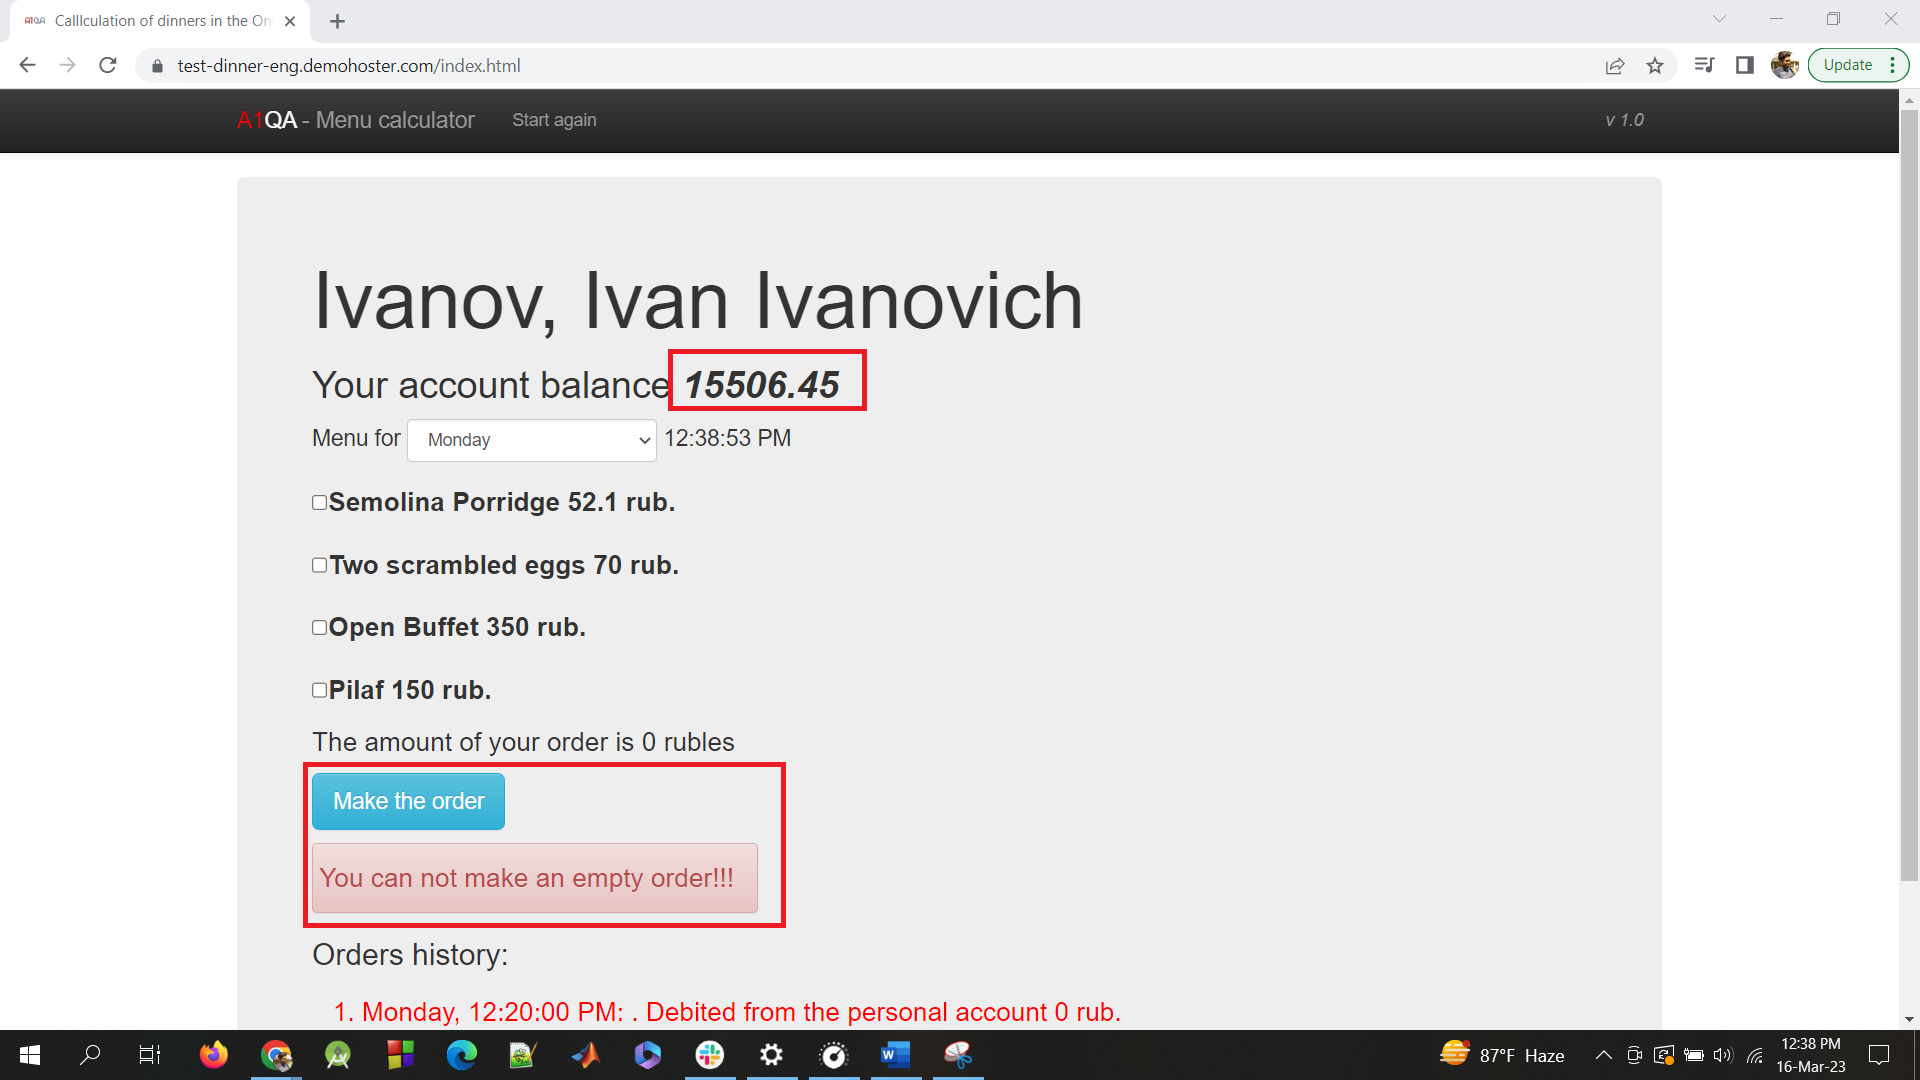 A1QA Calllculation of dinners in the On
test-dinner-eng.demohoster.com/index.html
Update
A1QA - Menu calculator Start again v 1.0
Ivanov, Ivan Ivanovich
Your account balance 15506.45
Menu for Monday 12:38:53 PM
Semolina Porridge 52.1 rub.
Two scrambled eggs 70 rub.
Open Buffet 350 rub.
Pilaf 150 rub.
The amount of your order is 0 rubles
Make the order
You can not make an empty order!!!
Orders history:
1. Monday, 12:20:00 PM: . Debited from the personal account 0 rub.
87°F Haze
12:38 PM
16-Mar-23